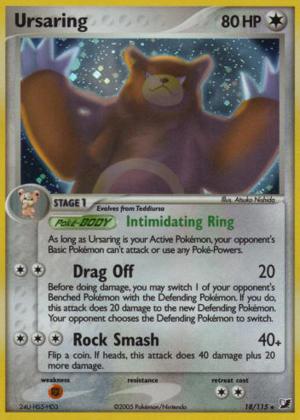 Ursaring 80 HP
Illus. Atsuko Nishida
STAGE 1 Evolves from Teddiursa
Poké-BODY Intimidating Ring
As long as Ursaring is your Active Pokémon, your opponent's
Basic Pokémon can't attack or use any Poké-Powers.
Drag Off 20
Before doing damage, you may switch 1 of your opponent's
Benched Pokémon with the Defending Pokémon. If you do,
this attack does 20 damage to the new Defending Pokémon.
Your opponent chooses the Defending Pokémon to switch.
Rock Smash 40+
Flip a coin. If heads, this attack does 40 damage plus 20
more damage.
weakness resistance retreat cost
©2005 Pokémon/Nintendo 18/115 ★